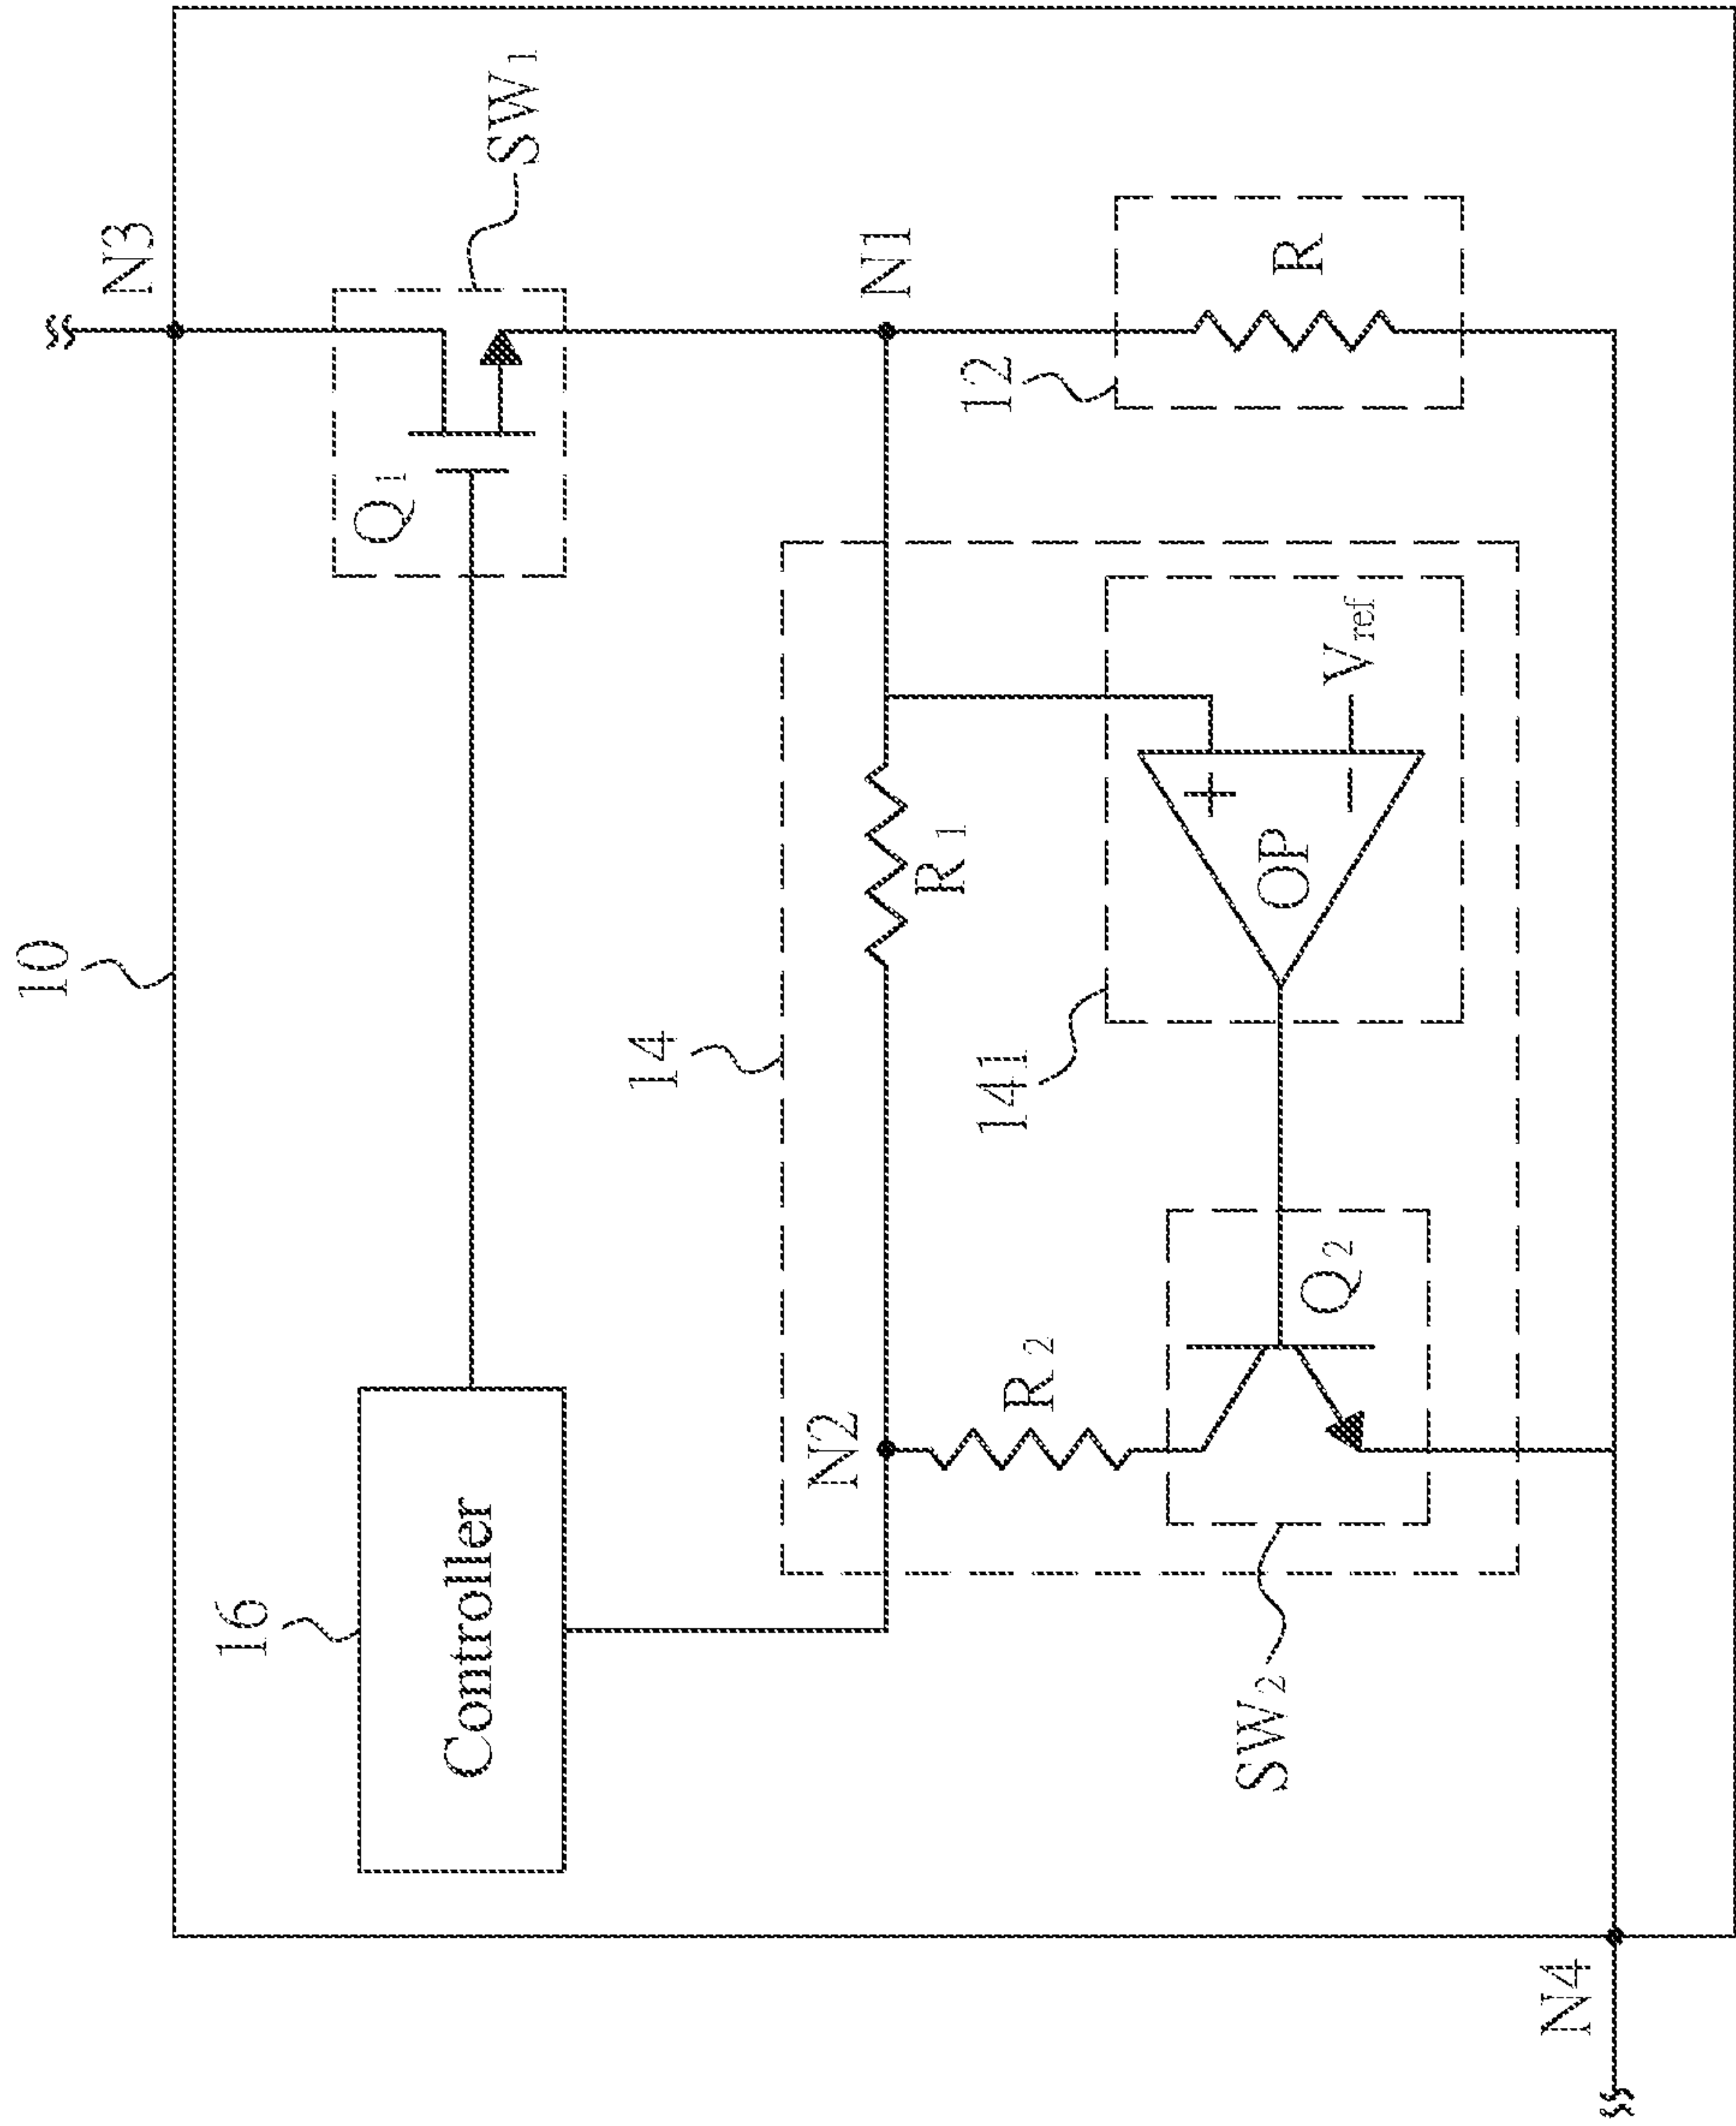 10
N3
SW1
Q1
16
Controller
14
N1
N2
R1
12
R
R2
141
OP
+
−
Vref
Q2
SW2
N4